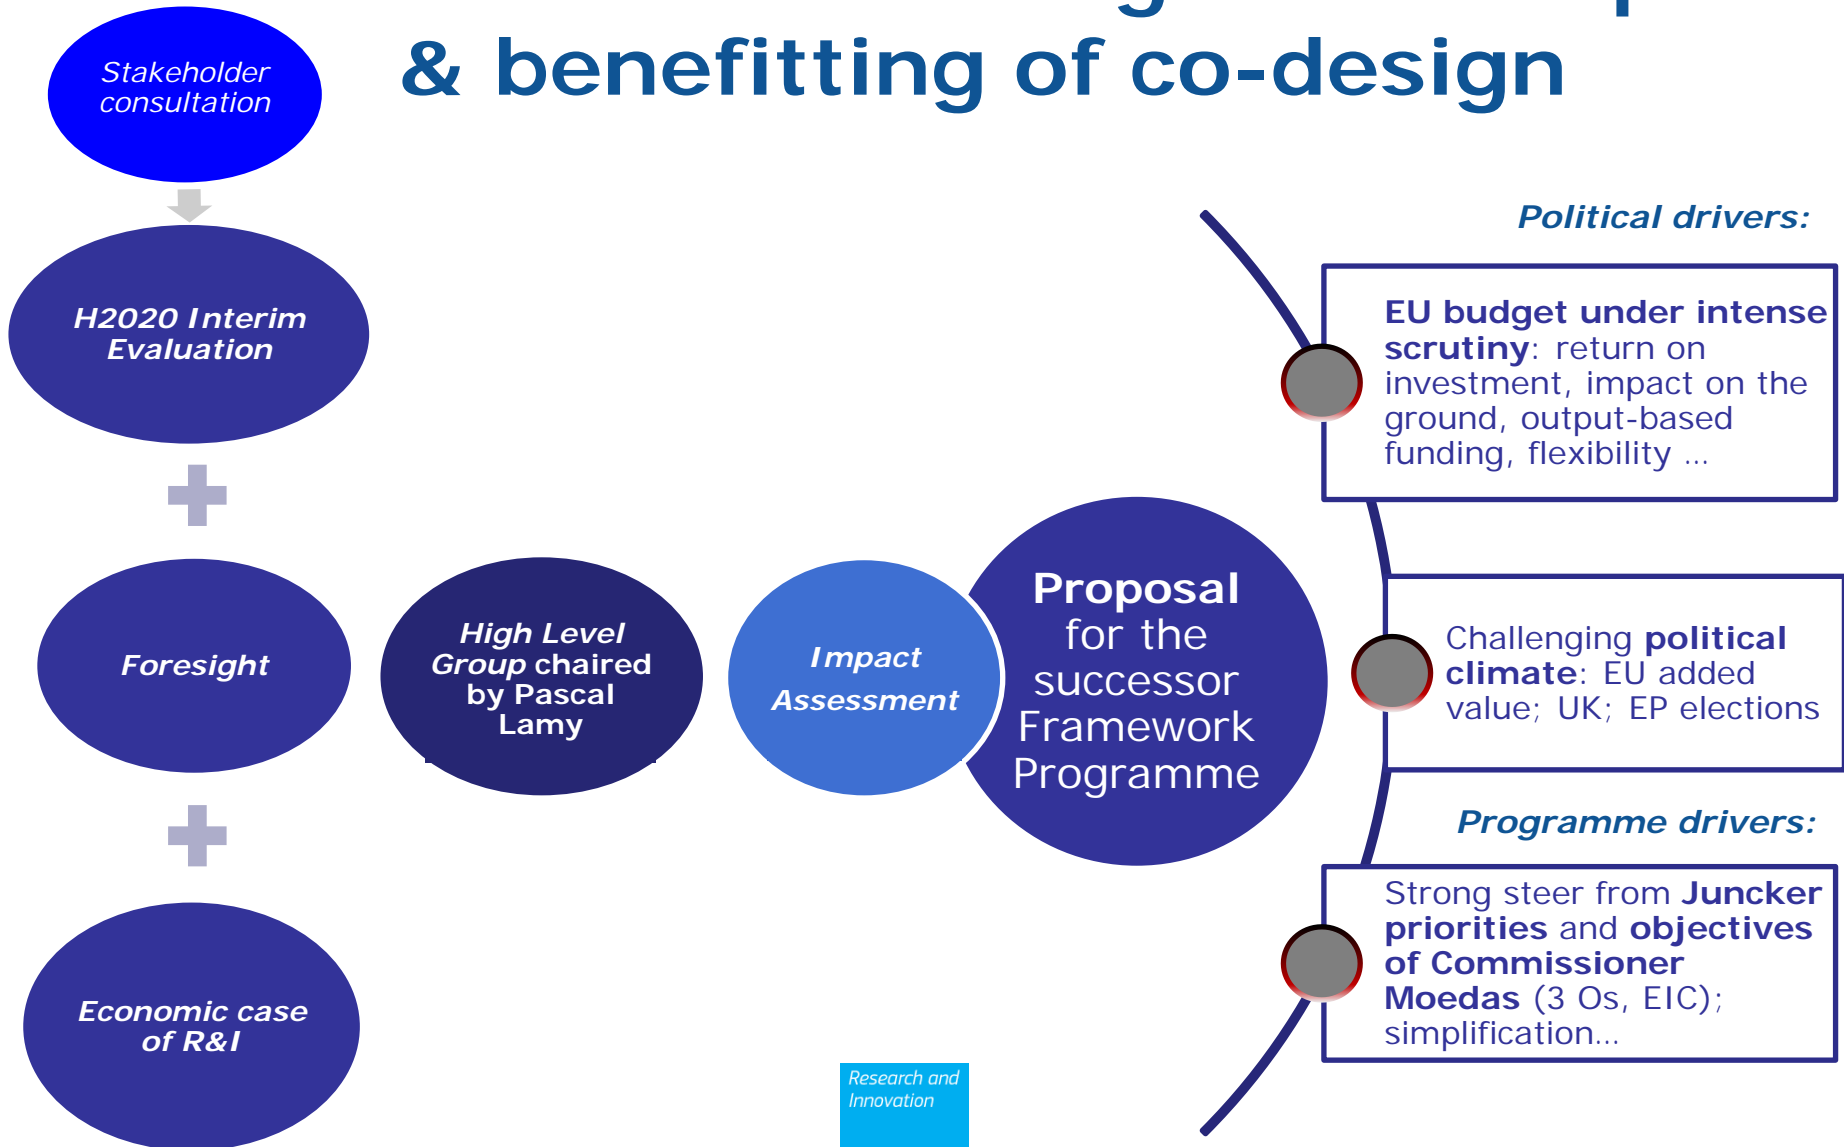 & benefitting of co-design
Stakeholder
consultation
H2020 Interim
Evaluation
Foresight
Economic case
of R&I
High Level
Group chaired
by Pascal
Lamy
Impact
Assessment
Proposal
for the
successor
Framework
Programme
Political drivers:
EU budget under intense
scrutiny: return on
investment, impact on the
ground, output-based
funding, flexibility …
Challenging political
climate: EU added
value; UK; EP elections
Programme drivers:
Strong steer from Juncker
priorities and objectives
of Commissioner
Moedas (3 Os, EIC);
simplification…
Research and
Innovation